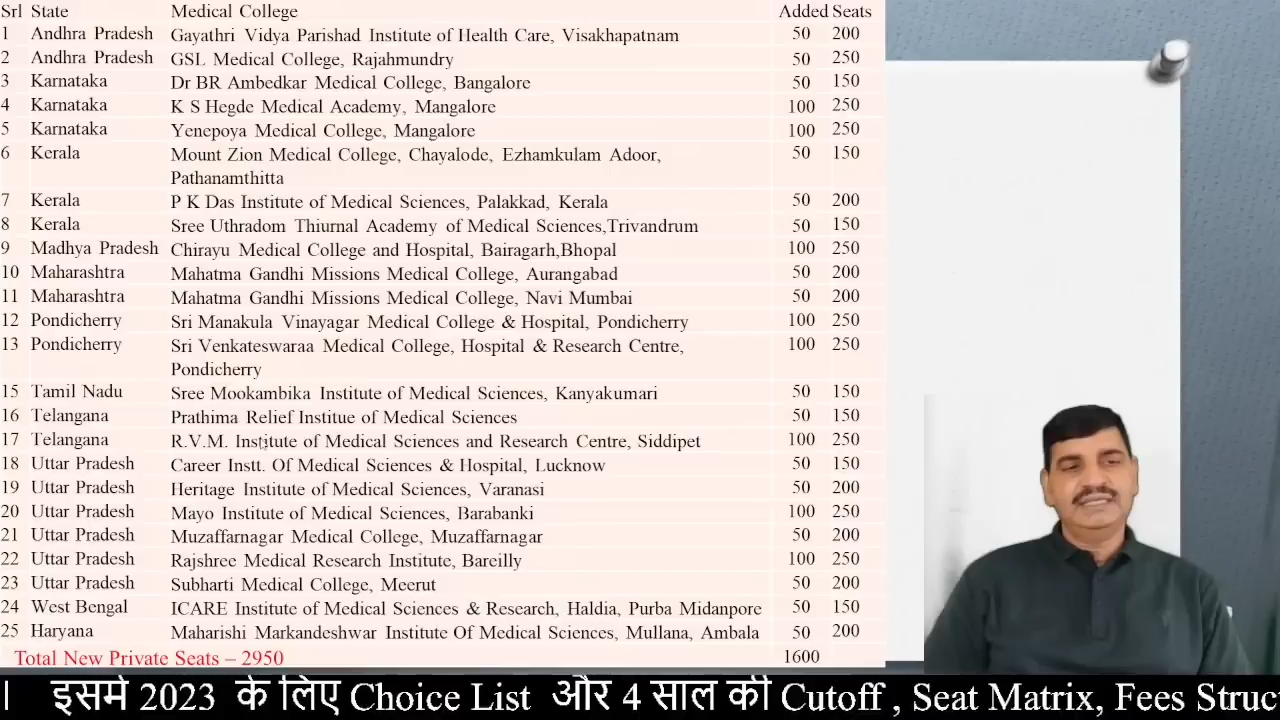 Srl State Medical College Added Seats
1 Andhra Pradesh Gayathri Vidya Parishad Institute of Health Care, Visakhapatnam 50 200
2 Andhra Pradesh GSL Medical College, Rajahmundry 50 250
3 Karnataka Dr BR Ambedkar Medical College, Bangalore 50 150
4 Karnataka K S Hegde Medical Academy, Mangalore 100 250
5 Karnataka Yenepoya Medical College, Mangalore 100 250
6 Kerala Mount Zion Medical College, Chayalode, Ezhamkulam Adoor, 50 150
Pathanamthitta
7 Kerala P K Das Institute of Medical Sciences, Palakkad, Kerala 50 200
8 Kerala Sree Uthradom Thiurnal Academy of Medical Sciences,Trivandrum 50 150
9 Madhya Pradesh Chirayu Medical College and Hospital, Bairagarh,Bhopal 100 250
10 Maharashtra Mahatma Gandhi Missions Medical College, Aurangabad 50 200
11 Maharashtra Mahatma Gandhi Missions Medical College, Navi Mumbai 50 200
12 Pondicherry Sri Manakula Vinayagar Medical College & Hospital, Pondicherry 100 250
13 Pondicherry Sri Venkateswaraa Medical College, Hospital & Research Centre, 100 250
Pondicherry
15 Tamil Nadu Sree Mookambika Institute of Medical Sciences, Kanyakumari 50 150
16 Telangana Prathima Relief Institue of Medical Sciences 50 150
17 Telangana R.V.M. Institute of Medical Sciences and Research Centre, Siddipet 100 250
18 Uttar Pradesh Career Instt. Of Medical Sciences & Hospital, Lucknow 50 150
19 Uttar Pradesh Heritage Institute of Medical Sciences, Varanasi 50 200
20 Uttar Pradesh Mayo Institute of Medical Sciences, Barabanki 100 250
21 Uttar Pradesh Muzaffarnagar Medical College, Muzaffarnagar 50 200
22 Uttar Pradesh Rajshree Medical Research Institute, Bareilly 100 250
23 Uttar Pradesh Subharti Medical College, Meerut 50 200
24 West Bengal ICARE Institute of Medical Sciences & Research, Haldia, Purba Midanpore 50 150
25 Haryana Maharishi Markandeshwar Institute Of Medical Sciences, Mullana, Ambala 50 200
Total New Private Seats – 2950 1600
। इसमें 2023 के लिए Choice List और 4 साल की Cutoff , Seat Matrix, Fees Struc